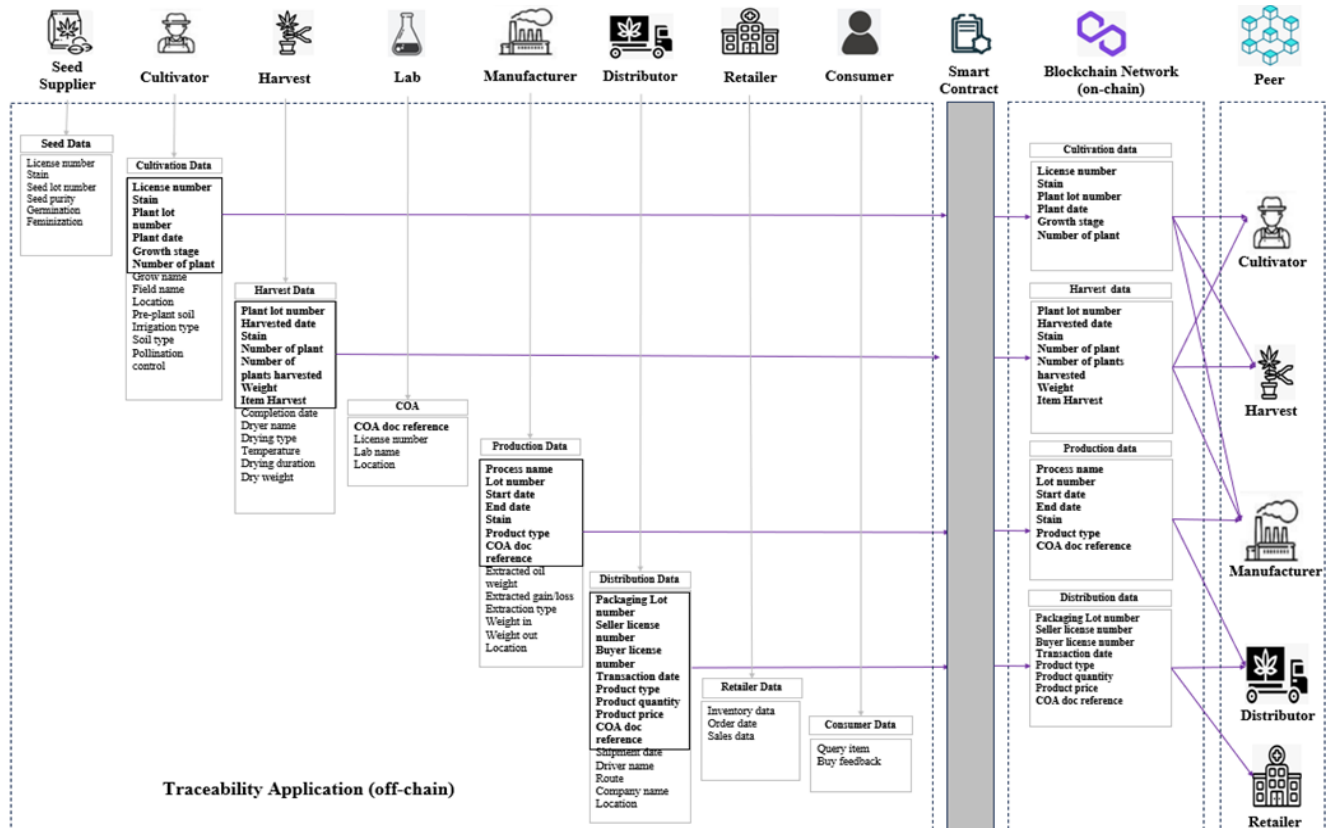 Seed
Supplier
Cultivator
Harvest
Lab
Manufacturer
Distributor
Retailer
Consumer
Smart
Contract
Blockchain Network
(on-chain)
Peer
Seed Data
License number
Stain
Seed lot number
Seed purity
Germination
Feminization
Cultivation Data
License number
Stain
Plant lot
number
Plant date
Growth stage
Number of plant
Grow name
Field name
Location
Pre-plant soil
Irrigation type
Soil type
Pollination
control
Harvest Data
Plant lot number
Harvested date
Stain
Number of plant
Number of
plants harvested
Weight
Item Harvest
Completion date
Dryer name
Drying type
Temperature
Drying duration
Dry weight
COA
COA doc reference
License number
Lab name
Location
Production Data
Process name
Lot number
Start date
End date
Stain
Product type
COA doc
reference
Extracted oil
weight
Extracted gain/loss
Extraction type
Weight in
Weight out
Location
Distribution Data
Packaging Lot
number
Seller license
number
Buyer license
number
Transaction date
Product type
Product quantity
Product price
COA doc
reference
Shipment date
Driver name
Route
Company name
Location
Retailer Data
Inventory data
Order date
Sales data
Consumer Data
Query item
Buy feedback
Traceability Application (off-chain)
Cultivation data
License number
Stain
Plant lot number
Plant date
Growth stage
Number of plant
Harvest data
Plant lot number
Harvested date
Stain
Number of plant
Number of plants
harvested
Weight
Item Harvest
Production data
Process name
Lot number
Start date
End date
Stain
Product type
COA doc reference
Distribution data
Packaging Lot number
Seller license number
Buyer license number
Transaction date
Product type
Product quantity
Product price
COA doc reference
Cultivator
Harvest
Manufacturer
Distributor
Retailer